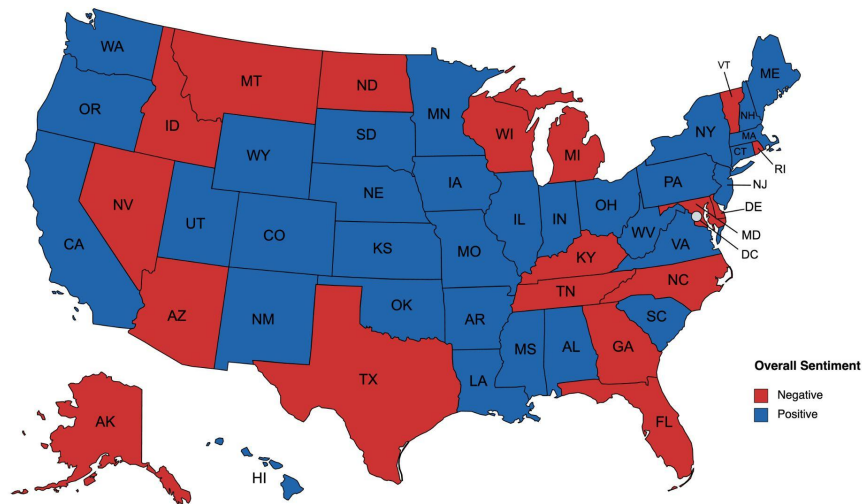 WA
MT
ND
MN
ME
VT
NH
OR
ID
SD
WI
MI
NY
MA
CT
RI
WY
IA
PA
NJ
NV
NE
IL
IN
OH
DE
UT
CO
WV
VA
MD
DC
CA
KS
MO
KY
AZ
NM
OK
AR
TN
NC
SC
MS
AL
GA
TX
LA
FL
AK
HI
Overall Sentiment
Negative
Positive